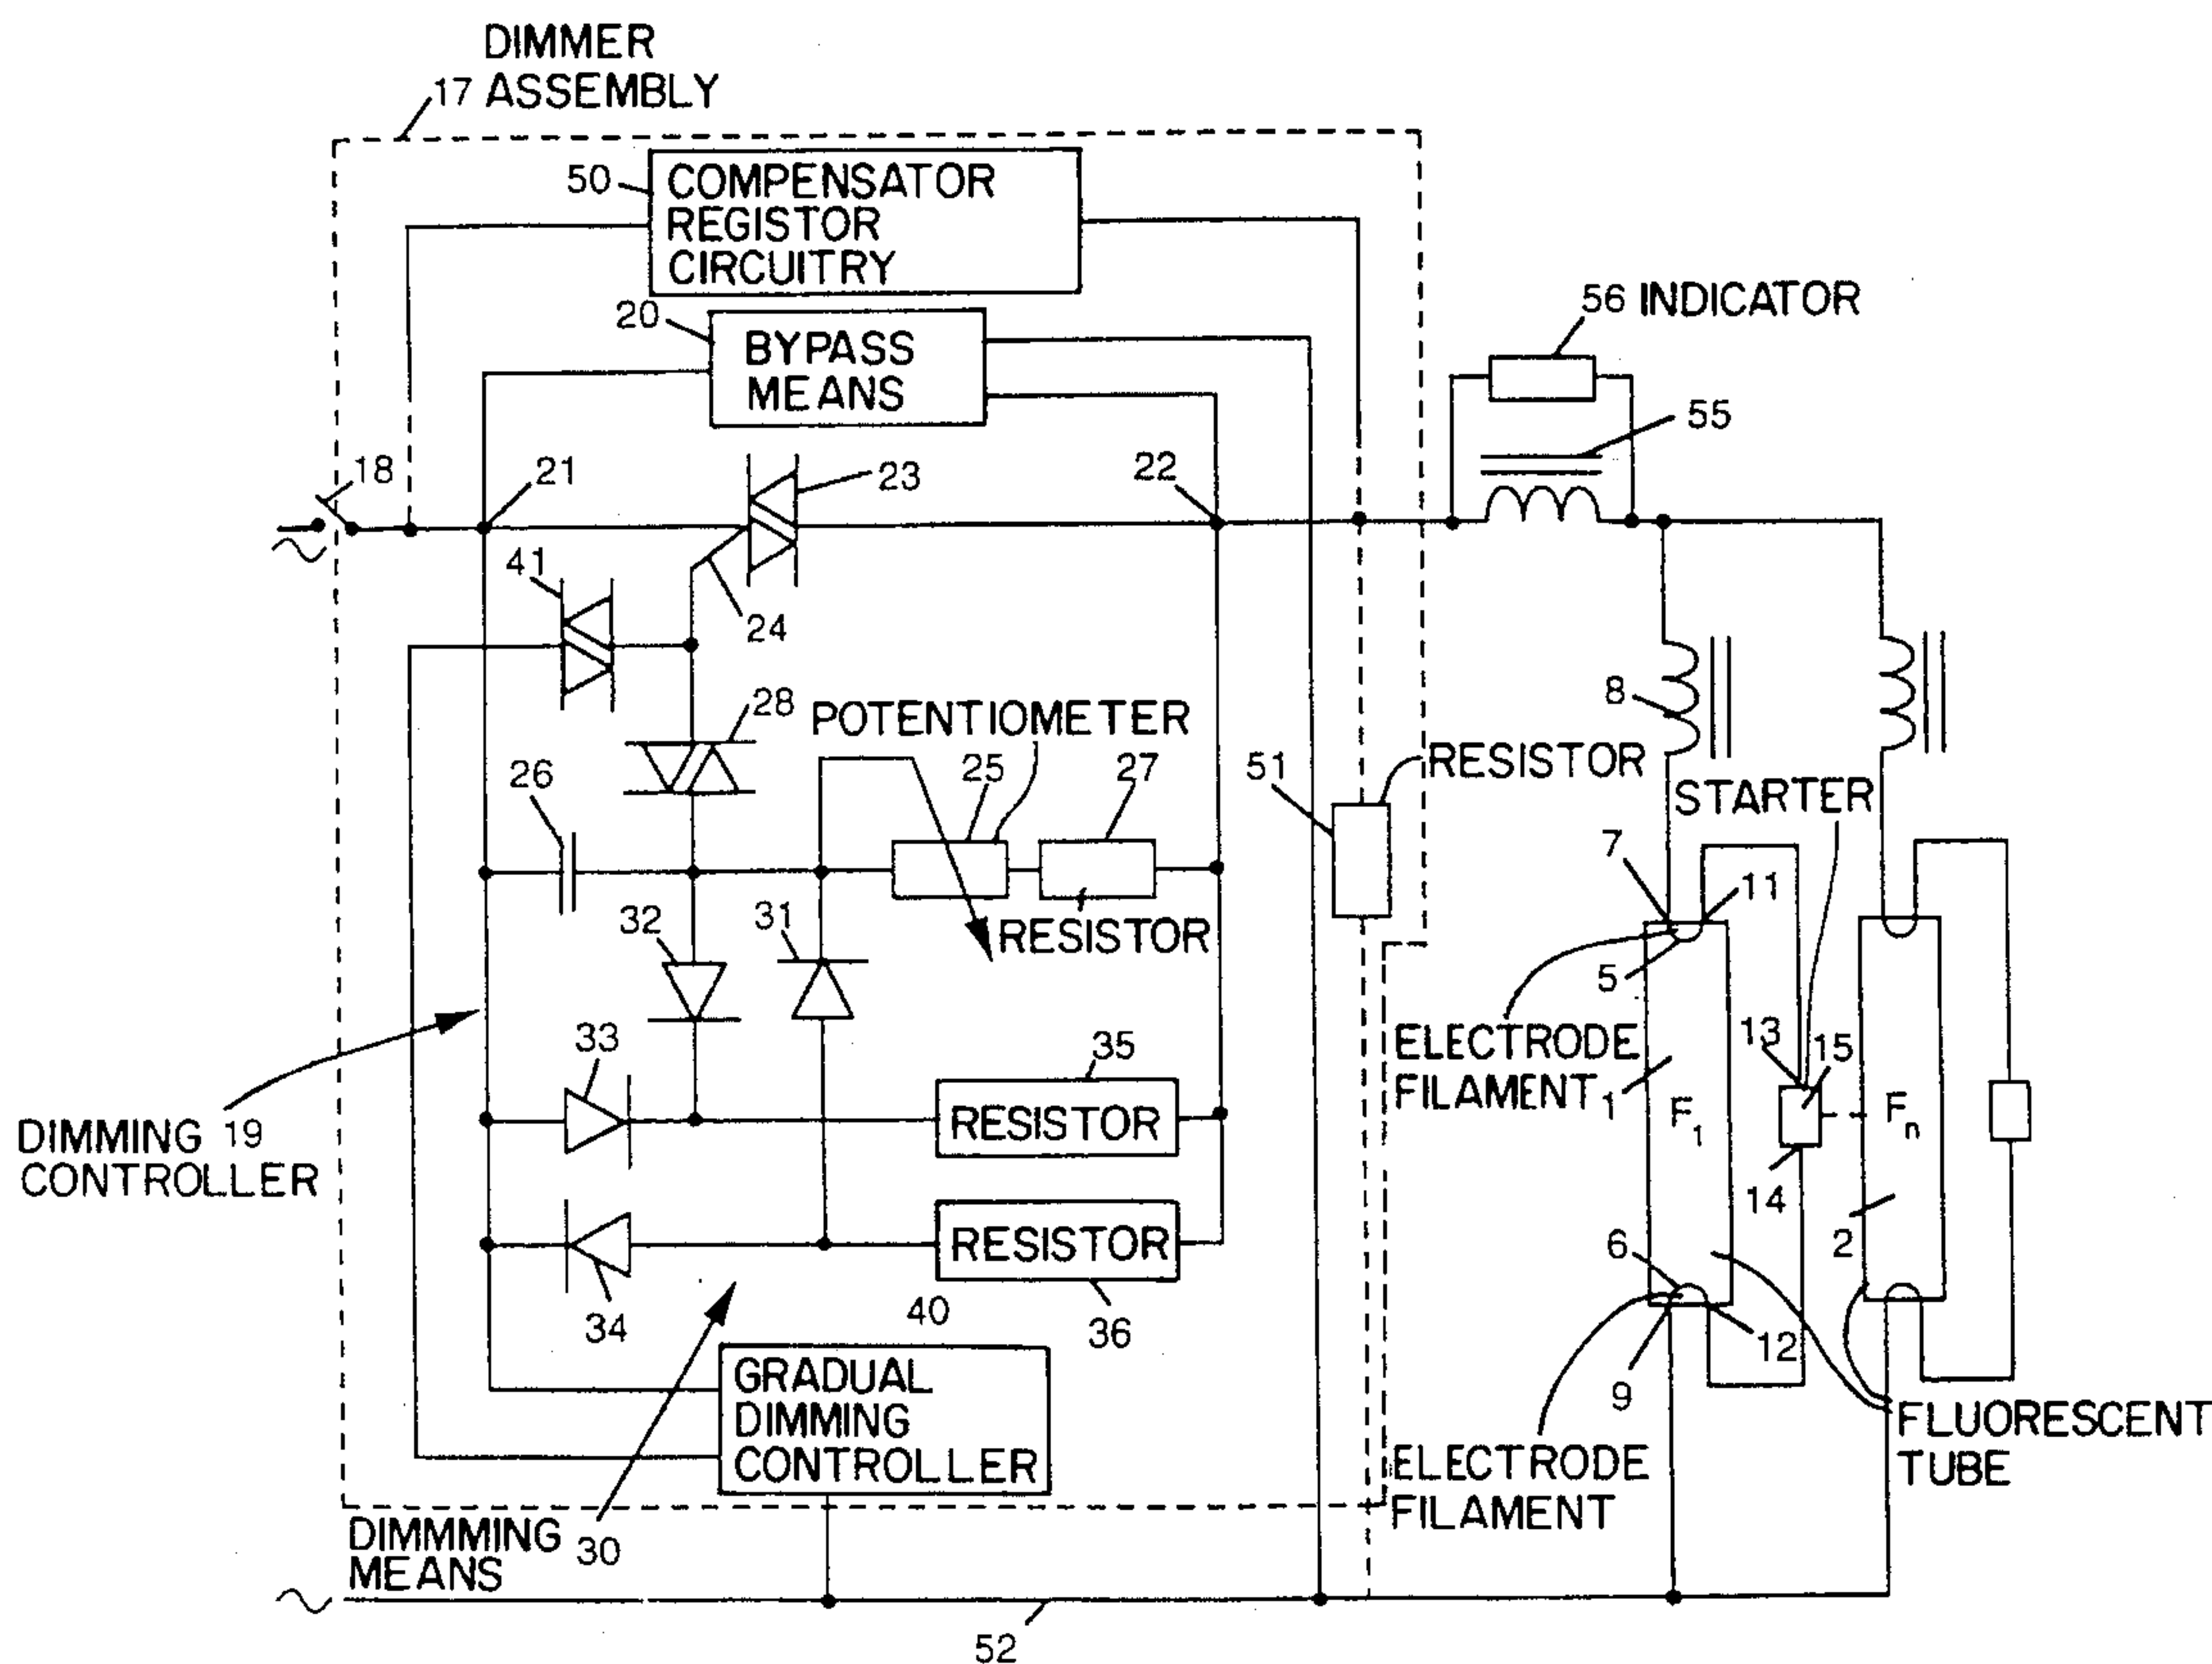 DIMMER
17 ASSEMBLY
50
COMPENSATOR
REGISTOR
CIRCUITRY
20
BYPASS
MEANS
56 INDICATOR
55
18
21
23
22
41
24
28
POTENTIOMETER
8
26
25
27
51
RESISTOR
STARTER
7
11
32
31
RESISTOR
5
33
35
ELECTRODE
FILAMENT
1
13
15
RESISTOR
F1
Fn
DIMMING 19
CONTROLLER
14
RESISTOR
6
2
34
40
36
12
9
GRADUAL
DIMMING
CONTROLLER
FLUORESCENT
TUBE
ELECTRODE
FILAMENT
DIMMMING
MEANS
30
52